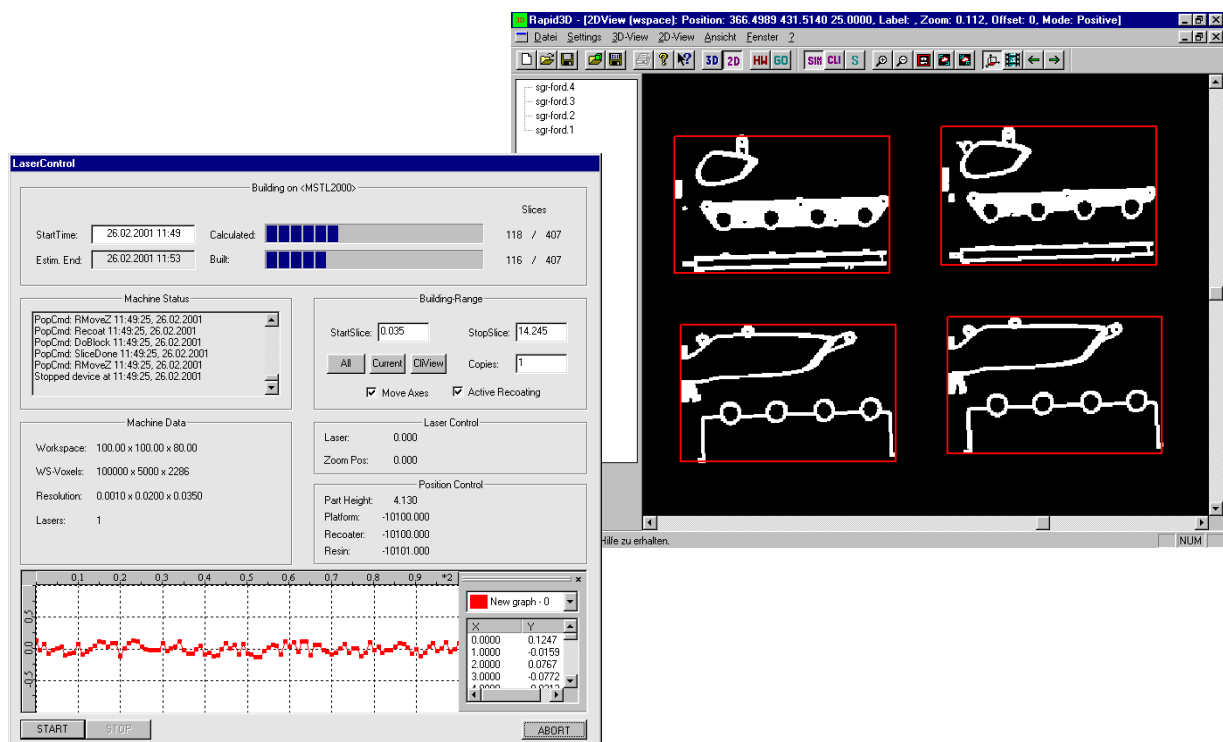 Rapid3D - [2DView (wspace): Position: 366.4989 431.5140 25.0000, Label: , Zoom: 0.112, Offset: 0, Mode: Positive]
Datei Settings 3D-View 2D-View Ansicht Fenster ?
3D 2D HW GO SIM CLI S
sgr-ford.4
sgr-ford.3
sgr-ford.2
sgr-ford.1
Hilfe zu erhalten.
NUM
LaserControl
Building on <MSTL2000>
Slices
StartTime: 26.02.2001 11:49 Calculated: 118 / 407
Estim. End: 26.02.2001 11:53 Built: 116 / 407
Machine Status
PopCmd: RMoveZ 11:49:25, 26.02.2001
PopCmd: Recoat 11:49:25, 26.02.2001
PopCmd: DoBlock 11:49:25, 26.02.2001
PopCmd: SliceDone 11:49:25, 26.02.2001
PopCmd: RMoveZ 11:49:25, 26.02.2001
Stopped device at 11:49:25, 26.02.2001
Building-Range
StartSlice: 0.035 StopSlice: 14.245
All Current CliView Copies: 1
Move Axes Active Recoating
Machine Data
Workspace: 100.00 x 100.00 x 80.00
WS-Voxels: 100000 x 5000 x 2286
Resolution: 0.0010 x 0.0200 x 0.0350
Lasers: 1
Laser Control
Laser: 0.000
Zoom Pos: 0.000
Position Control
Part Height: 4.130
Platform: -10100.000
Recoater: -10100.000
Resin: -10101.000
0,1 0,2 0,3 0,4 0,5 0,6 0,7 0,8 0,9 *2
0,5
0,0
-0,5
New graph - 0
X Y
0.0000 0.1247
1.0000 -0.0159
2.0000 0.0767
3.0000 -0.0772
START STOP ABORT